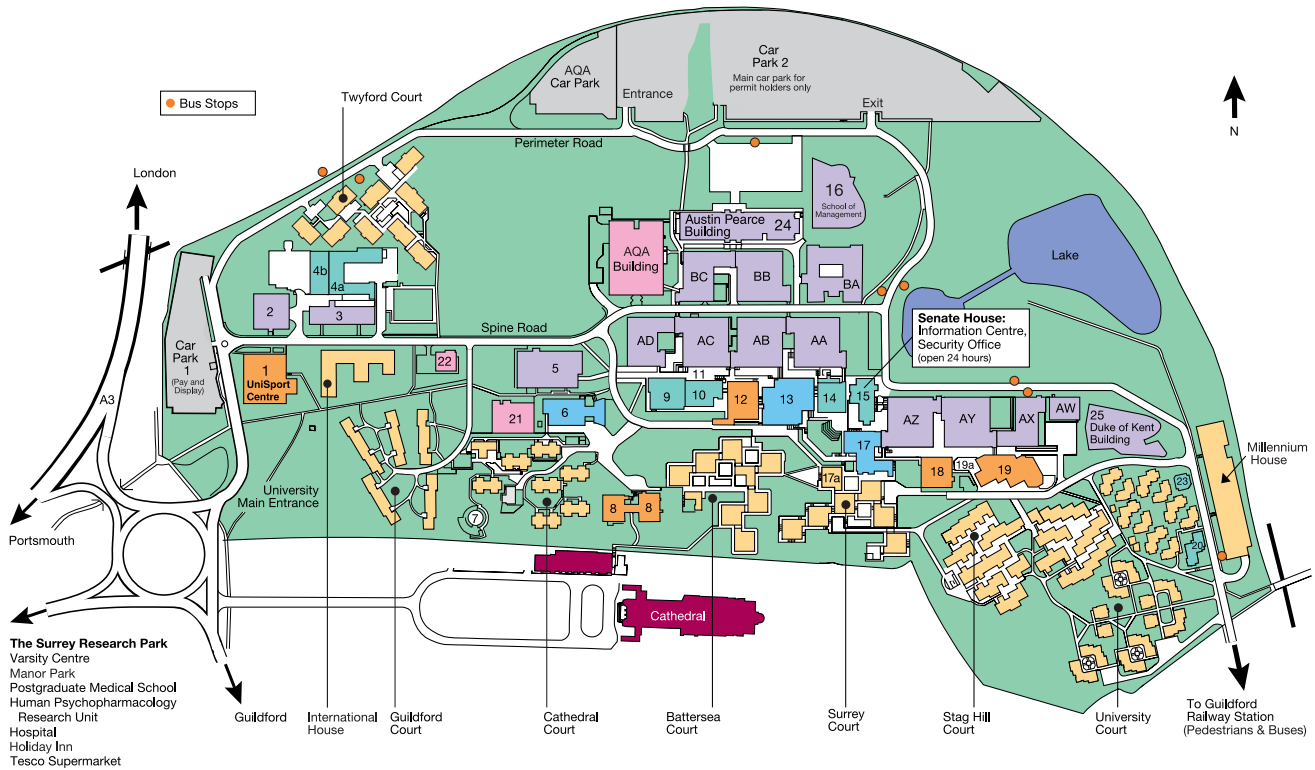 Car
Park 2
Main car park for
permit holders only
AQA
Car Park
Entrance
Exit
Bus Stops
Twyford Court
N
Perimeter Road
London
16
School of
Management
Austin Pearce
Building
24
AQA
Building
BC
BB
BA
Lake
4b
4a
2
3
Spine Road
Senate House:
Information Centre,
Security Office
(open 24 hours)
AD
AC
AB
AA
Car
Park
1
(Pay and
Display)
1
UniSport
Centre
22
5
11
9
10
12
13
14
15
A3
21
6
AZ
AY
AX
AW
25
Duke of Kent
Building
17
Millennium
House
17a
18
19a
19
University
Main Entrance
23
7
8
8
20
Portsmouth
Cathedral
The Surrey Research Park
Varsity Centre
Manor Park
Postgraduate Medical School
Human Psychopharmacology
Research Unit
Hospital
Holiday Inn
Tesco Supermarket
Guildford
International
House
Guildford
Court
Cathedral
Court
Battersea
Court
Surrey
Court
Stag Hill
Court
University
Court
To Guildford
Railway Station
(Pedestrians & Buses)